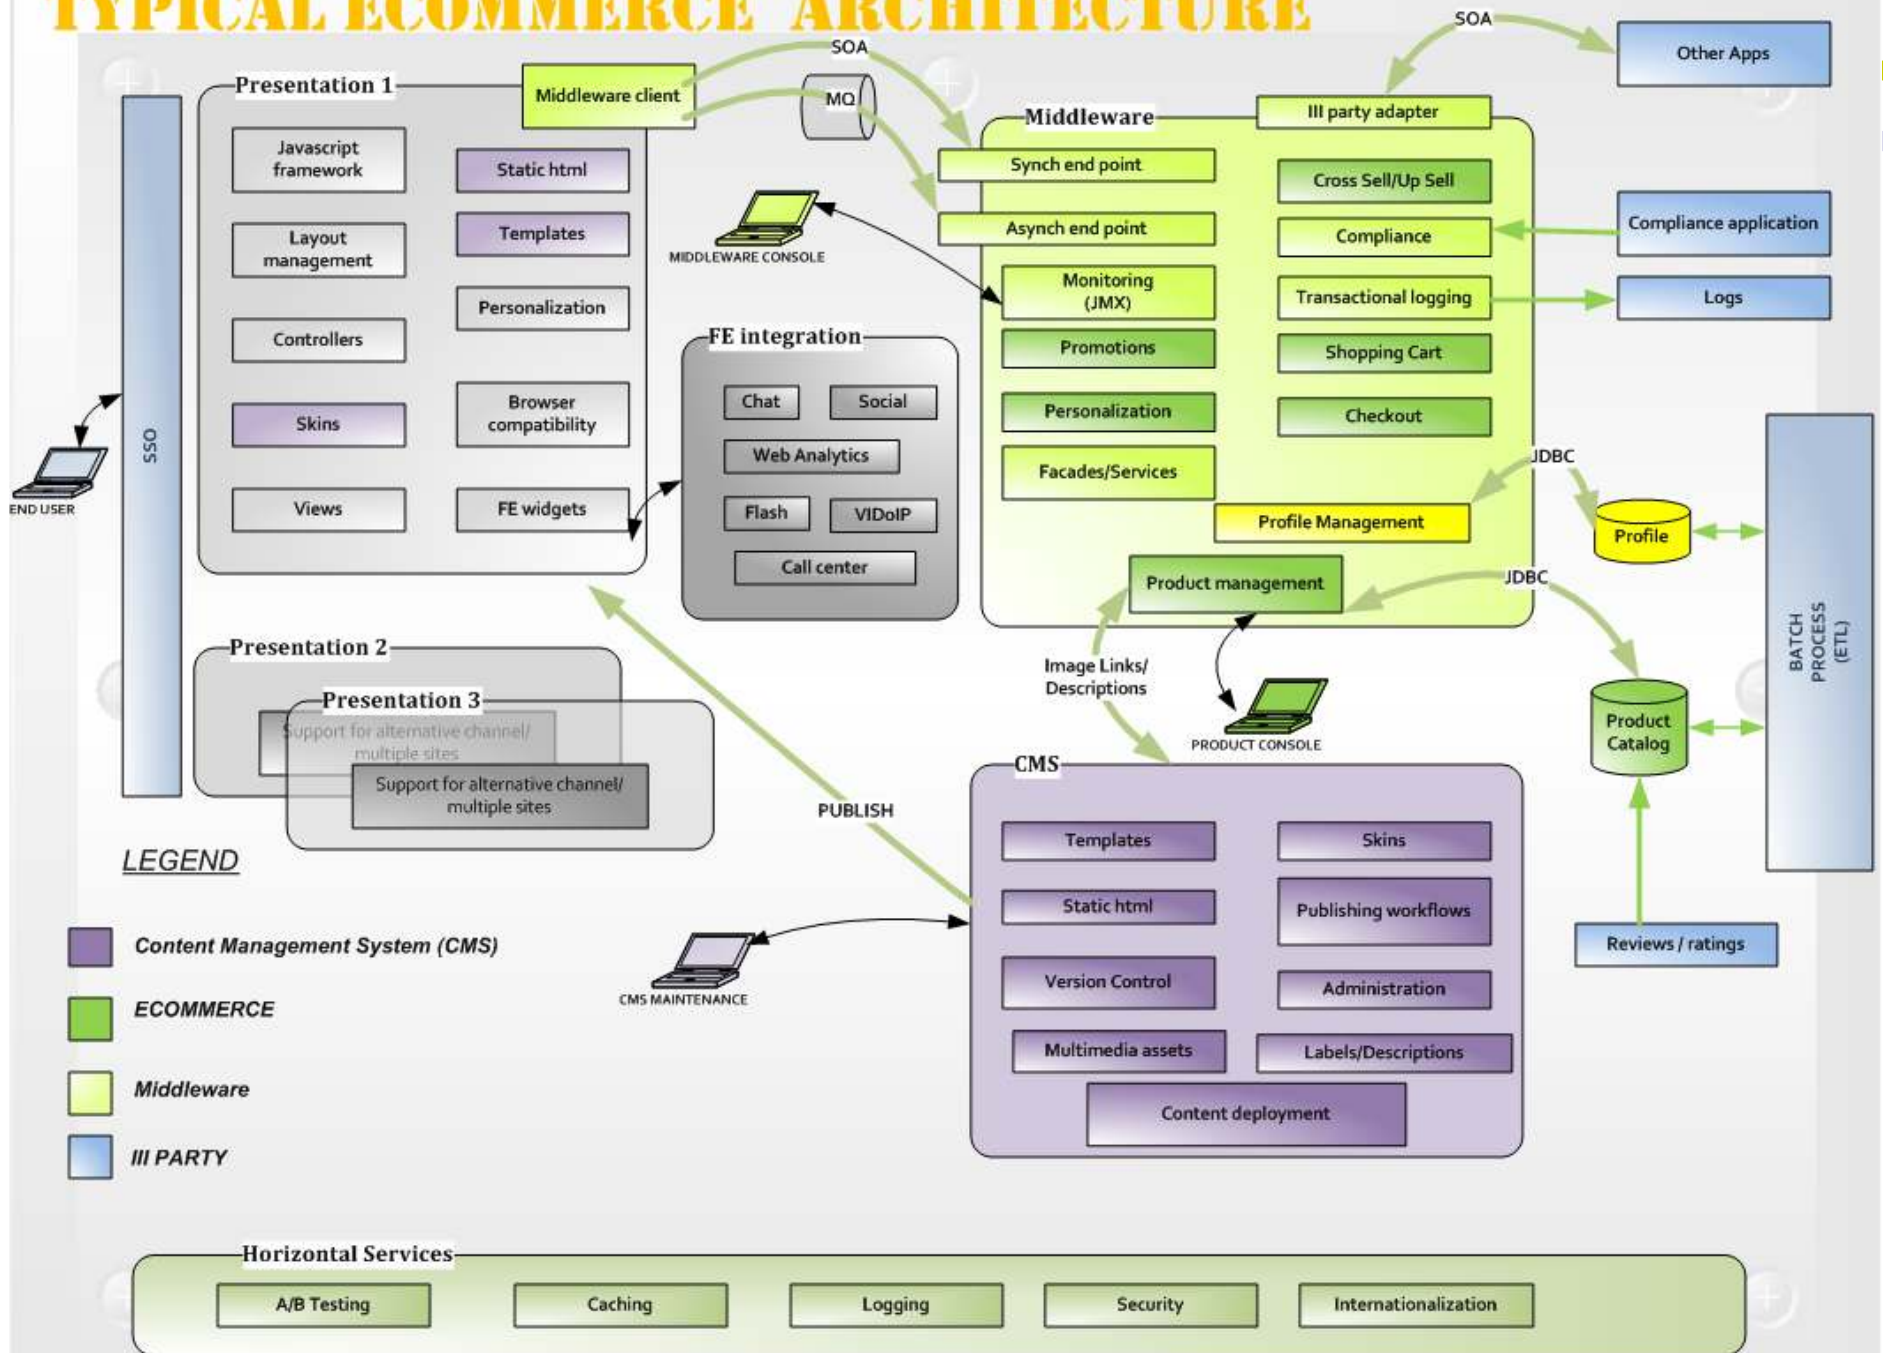 TYPICAL ECOMMERCE ARCHITECTURE
SOA
SOA
Other Apps
Presentation 1
Middleware client
MQ
Middleware
III party adapter
Javascript
framework
Static html
Synch end point
Cross Sell/Up Sell
Layout
management
Templates
MIDDLEWARE CONSOLE
Asynch end point
Compliance
Compliance application
Personalization
Monitoring
(JMX)
Transactional logging
Logs
Controllers
FE integration
Promotions
Shopping Cart
Skins
Browser
compatibility
Chat
Social
Personalization
Checkout
SSO
Web Analytics
Facades/Services
JDBC
END USER
Views
FE widgets
Flash
VIDoIP
Profile Management
Profile
Call center
Product management
JDBC
BATCH
PROCESS
(ETL)
Presentation 2
Presentation 3
Support for alternative channel/
multiple sites
Support for alternative channel/
multiple sites
Image Links/
Descriptions
PRODUCT CONSOLE
Product
Catalog
PUBLISH
CMS
Templates
Skins
Static html
Publishing workflows
Reviews / ratings
Version Control
Administration
CMS MAINTENANCE
Multimedia assets
Labels/Descriptions
Content deployment
LEGEND
Content Management System (CMS)
ECOMMERCE
Middleware
III PARTY
Horizontal Services
A/B Testing
Caching
Logging
Security
Internationalization